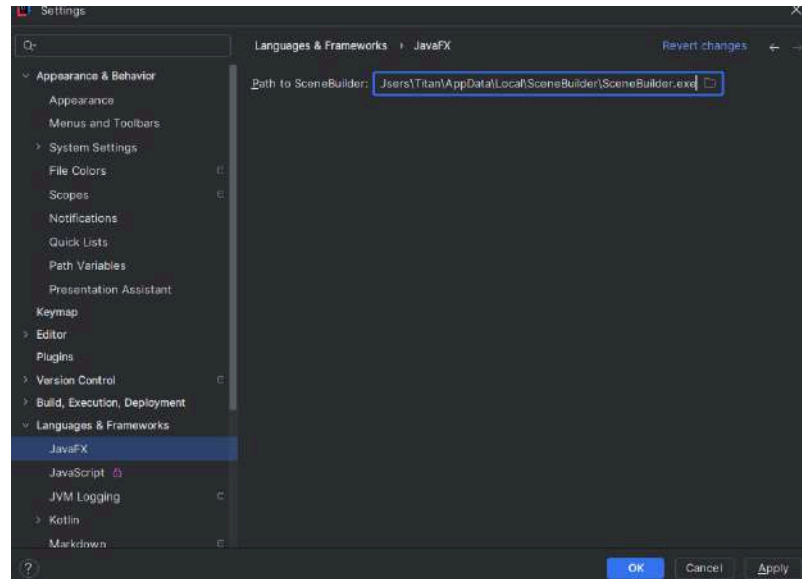 Settings
Languages & Frameworks › JavaFX
Revert changes
Path to SceneBuilder: Jsers\Titan\AppData\Local\SceneBuilder\SceneBuilder.exe
Appearance & Behavior
Appearance
Menus and Toolbars
System Settings
File Colors
Scopes
Notifications
Quick Lists
Path Variables
Presentation Assistant
Keymap
Editor
Plugins
Version Control
Build, Execution, Deployment
Languages & Frameworks
JavaFX
JavaScript
JVM Logging
Kotlin
Markdown
? OK Cancel Apply